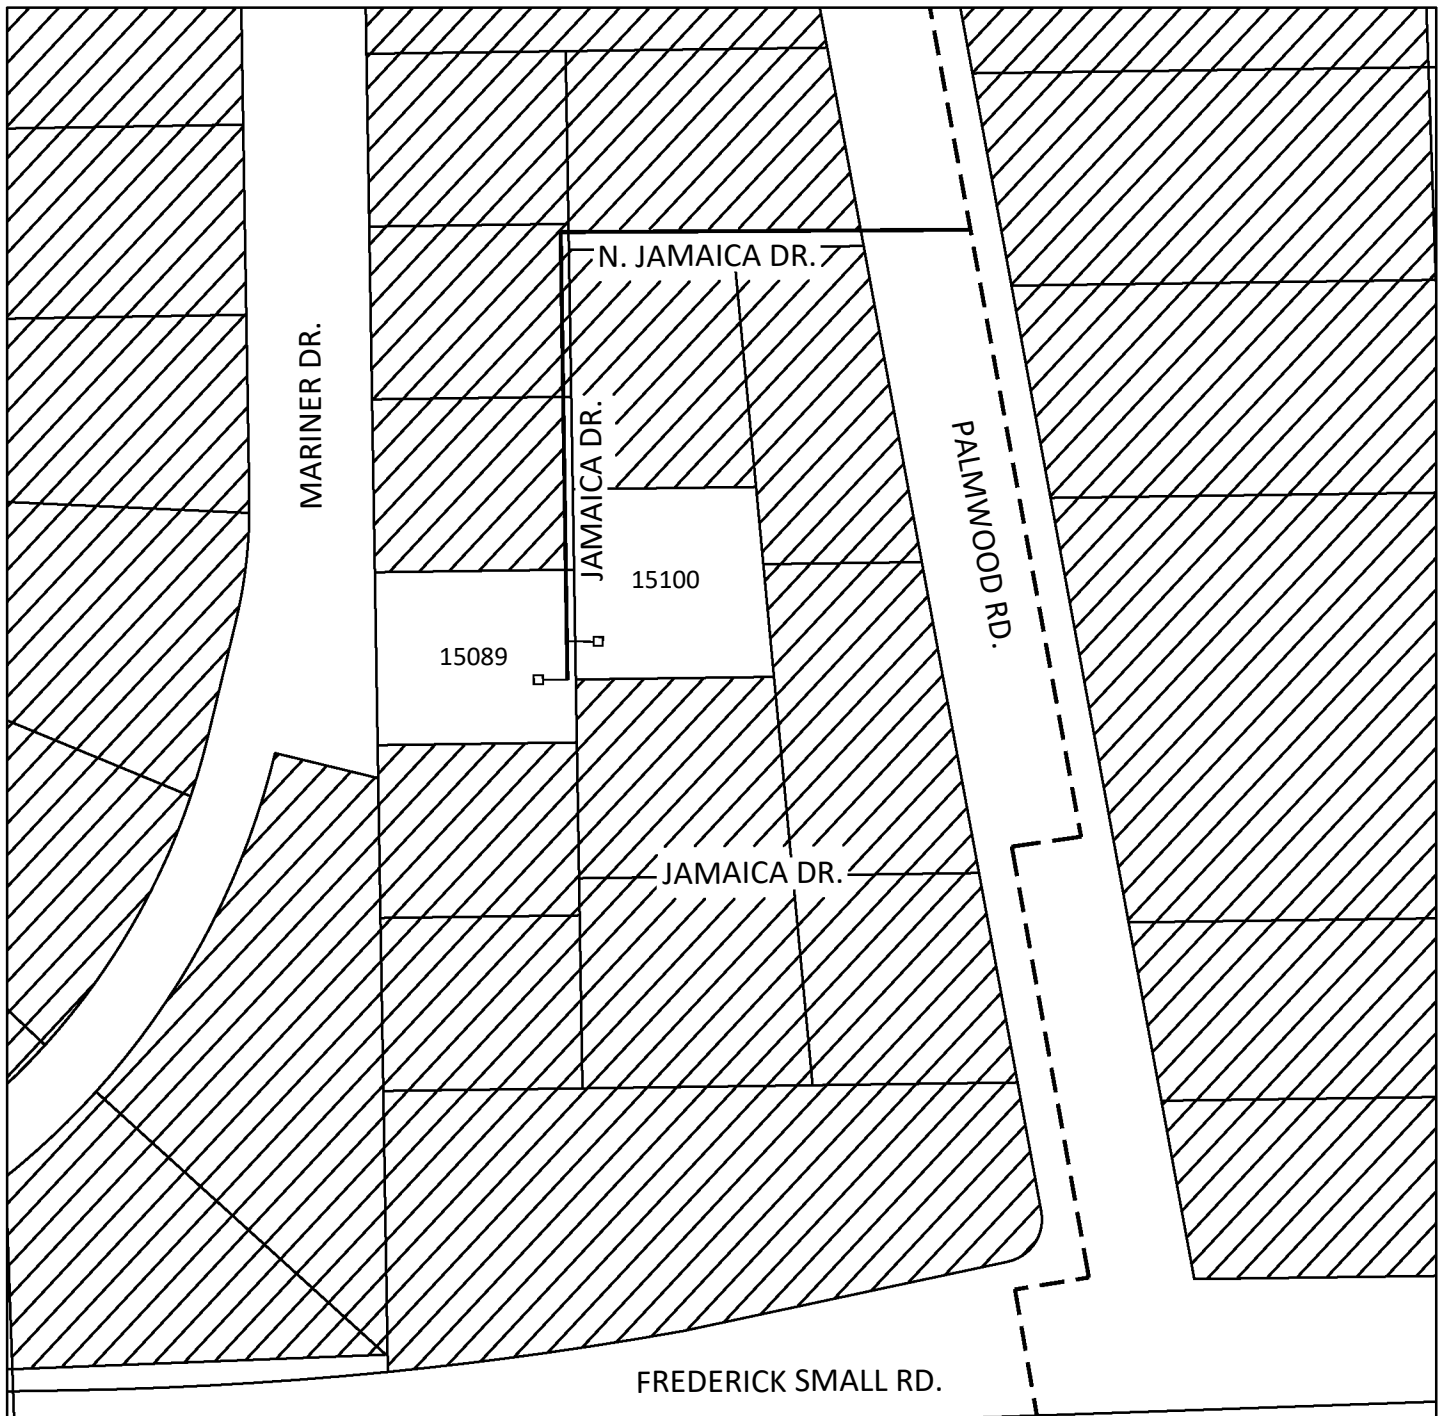 N. JAMAICA DR.
MARINER DR.
JAMAICA DR.
PALMWOOD RD.
15100
15089
JAMAICA DR.
FREDERICK SMALL RD.